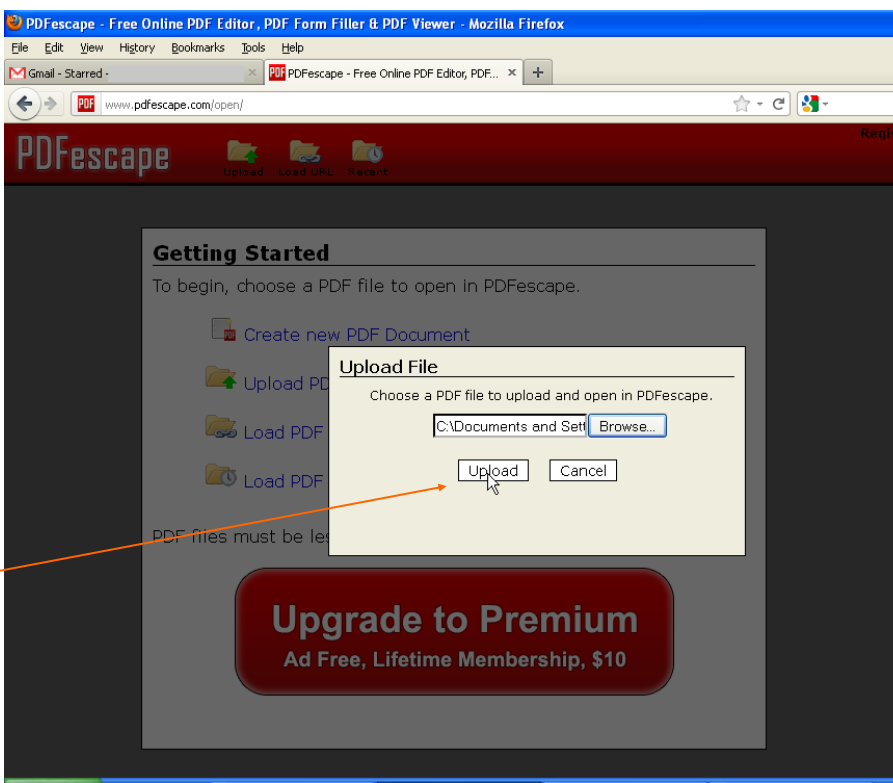 PDFescape - Free Online PDF Editor, PDF Form Filler & PDF Viewer - Mozilla Firefox
File Edit View History Bookmarks Tools Help
Gmail - Starred - PDFescape - Free Online PDF Editor, PDF...
www.pdfescape.com/open/
PDFescape Upload Load URL Recent
Getting Started
To begin, choose a PDF file to open in PDFescape.
Create new PDF Document
Upload PD
Load PDF
Load PDF
PDF files must be les
Upload File
Choose a PDF file to upload and open in PDFescape.
C:\Documents and Sett Browse...
Upload Cancel
Upgrade to Premium
Ad Free, Lifetime Membership, $10